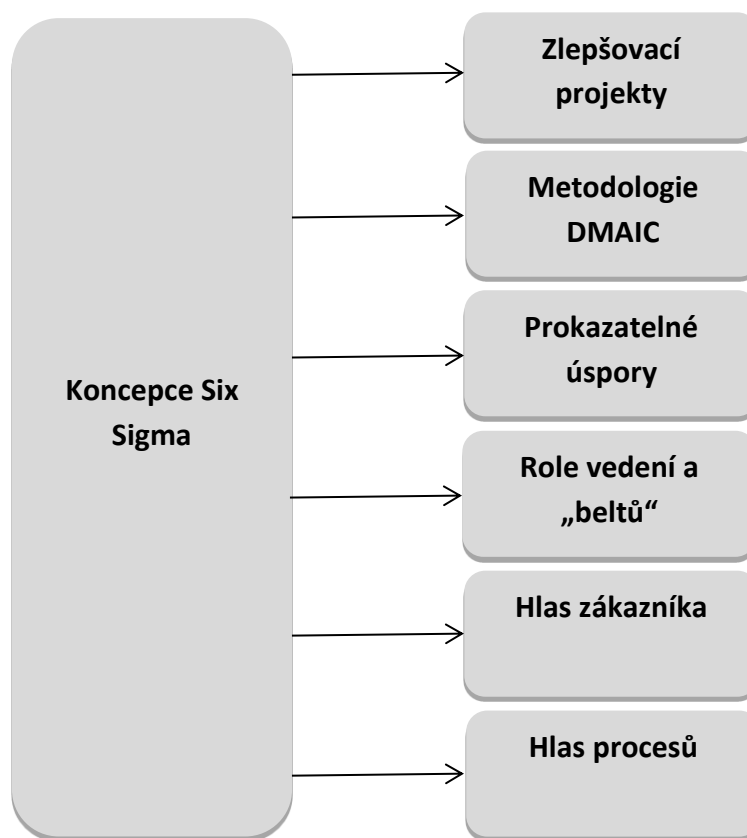 Zlepšovací
projekty
Metodologie
DMAIC
Prokazatelné
úspory
Koncepce Six
Sigma
Role vedení a
„beltů“
Hlas zákazníka
Hlas procesů